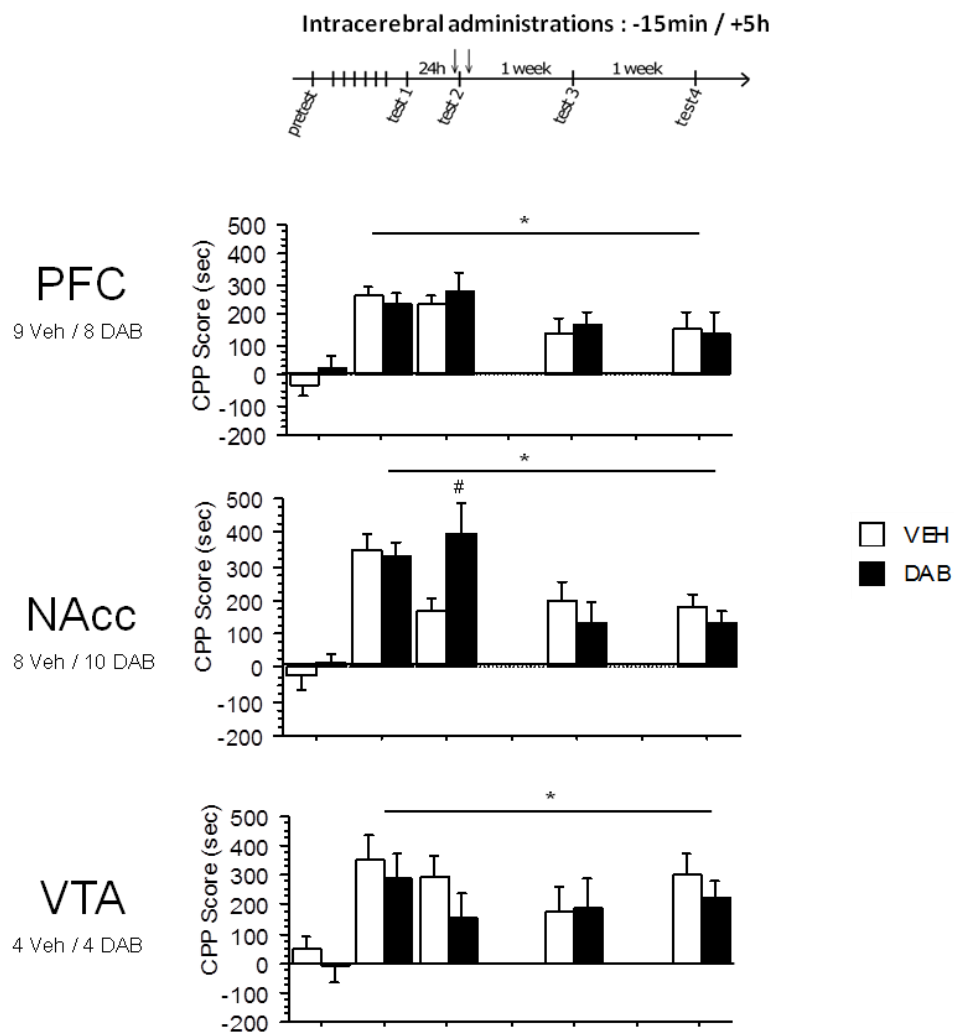 Intracerebral administrations : -15min / +5h
24h 1 week 1 week
pretest test 1 test 2 test 3 test 4
*
500
400
300
200
100
0
-100
-200
CPP Score (sec)
PFC
9 Veh / 8 DAB
*
#
500
400
300
200
100
0
-100
-200
CPP Score (sec)
NAcc
8 Veh / 10 DAB
VEH
DAB
*
500
400
300
200
100
0
-100
-200
CPP Score (sec)
VTA
4 Veh / 4 DAB